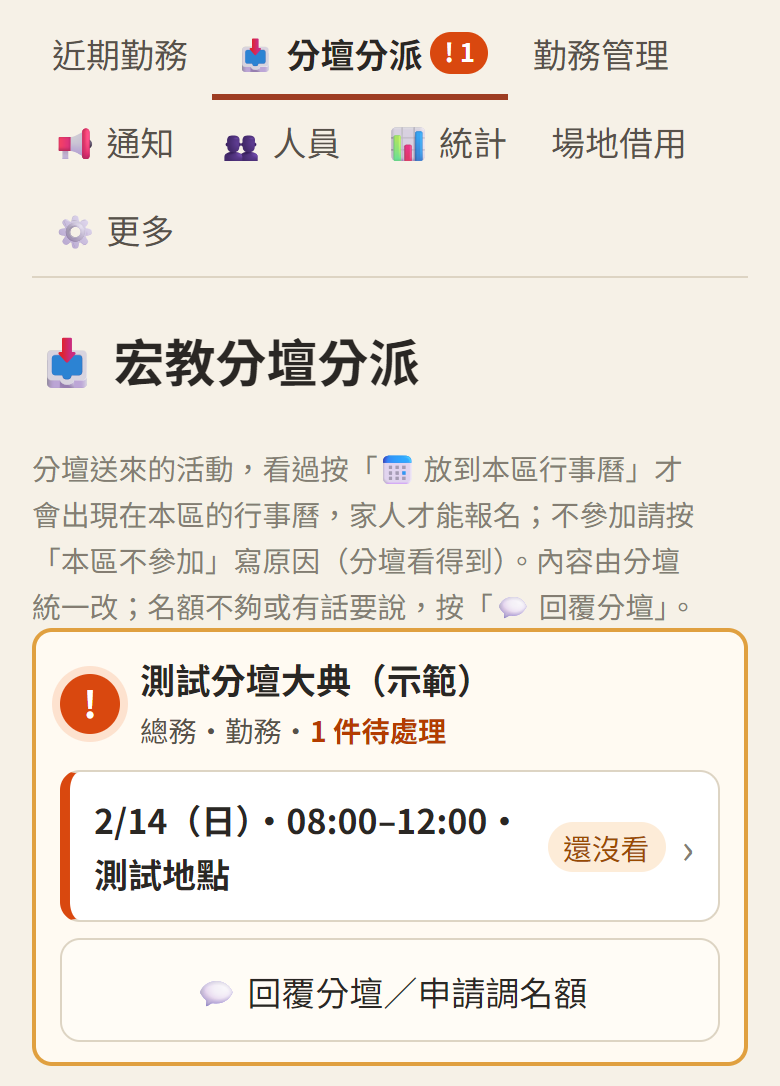 近期勤務 分壇分派 !1 勤務管理
通知 人員 統計 場地借用
更多
宏教分壇分派
分壇送來的活動，看過按「 放到本區行事曆」才
會出現在本區的行事曆，家人才能報名；不參加請按
「本區不參加」寫原因（分壇看得到）。內容由分壇
統一改；名額不夠或有話要說，按「 回覆分壇」。
! 測試分壇大典（示範）
總務・勤務・1 件待處理
2/14（日）・08:00–12:00・
測試地點
還沒看 ›
回覆分壇／申請調名額